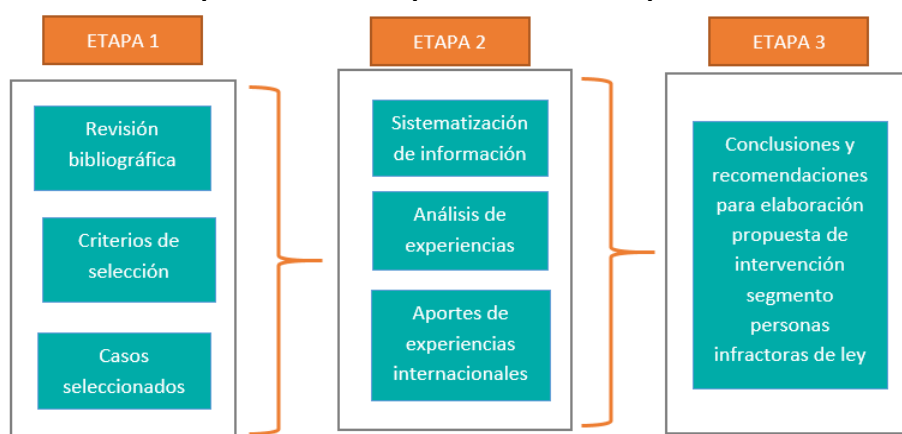 ETAPA 1
Revisión
bibliográfica
Criterios de
selección
Casos
seleccionados
ETAPA 2
Sistematización
de información
Análisis de
experiencias
Aportes de
experiencias
internacionales
ETAPA 3
Conclusiones y
recomendaciones
para elaboración
propuesta de
intervención
segmento
personas
infractoras de ley